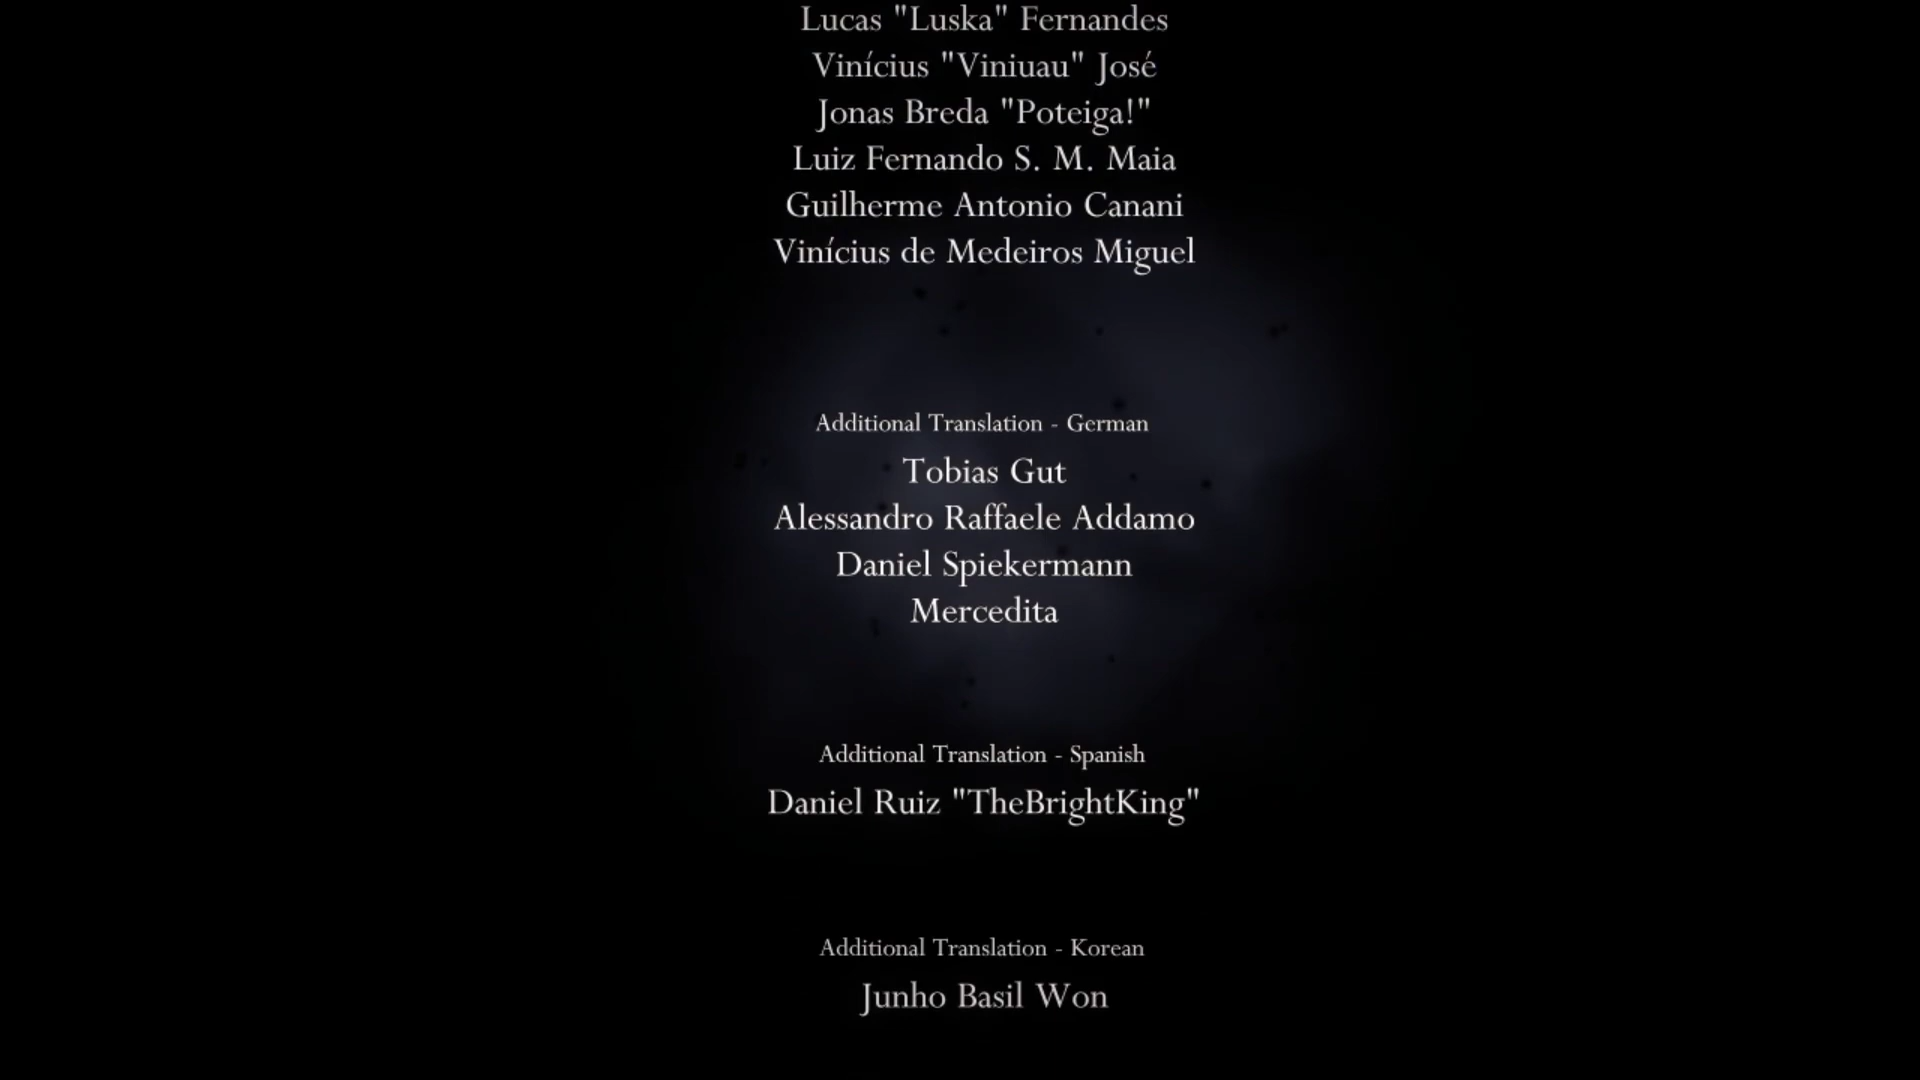 Lucas "Luska" Fernandes
Vinícius "Viniuau" José
Jonas Breda "Poteiga!"
Luiz Fernando S. M. Maia
Guilherme Antonio Canani
Vinícius de Medeiros Miguel
Additional Translation - German
Tobias Gut
Alessandro Raffaele Addamo
Daniel Spiekermann
Mercedita
Additional Translation - Spanish
Daniel Ruiz "TheBrightKing"
Additional Translation - Korean
Junho Basil Won